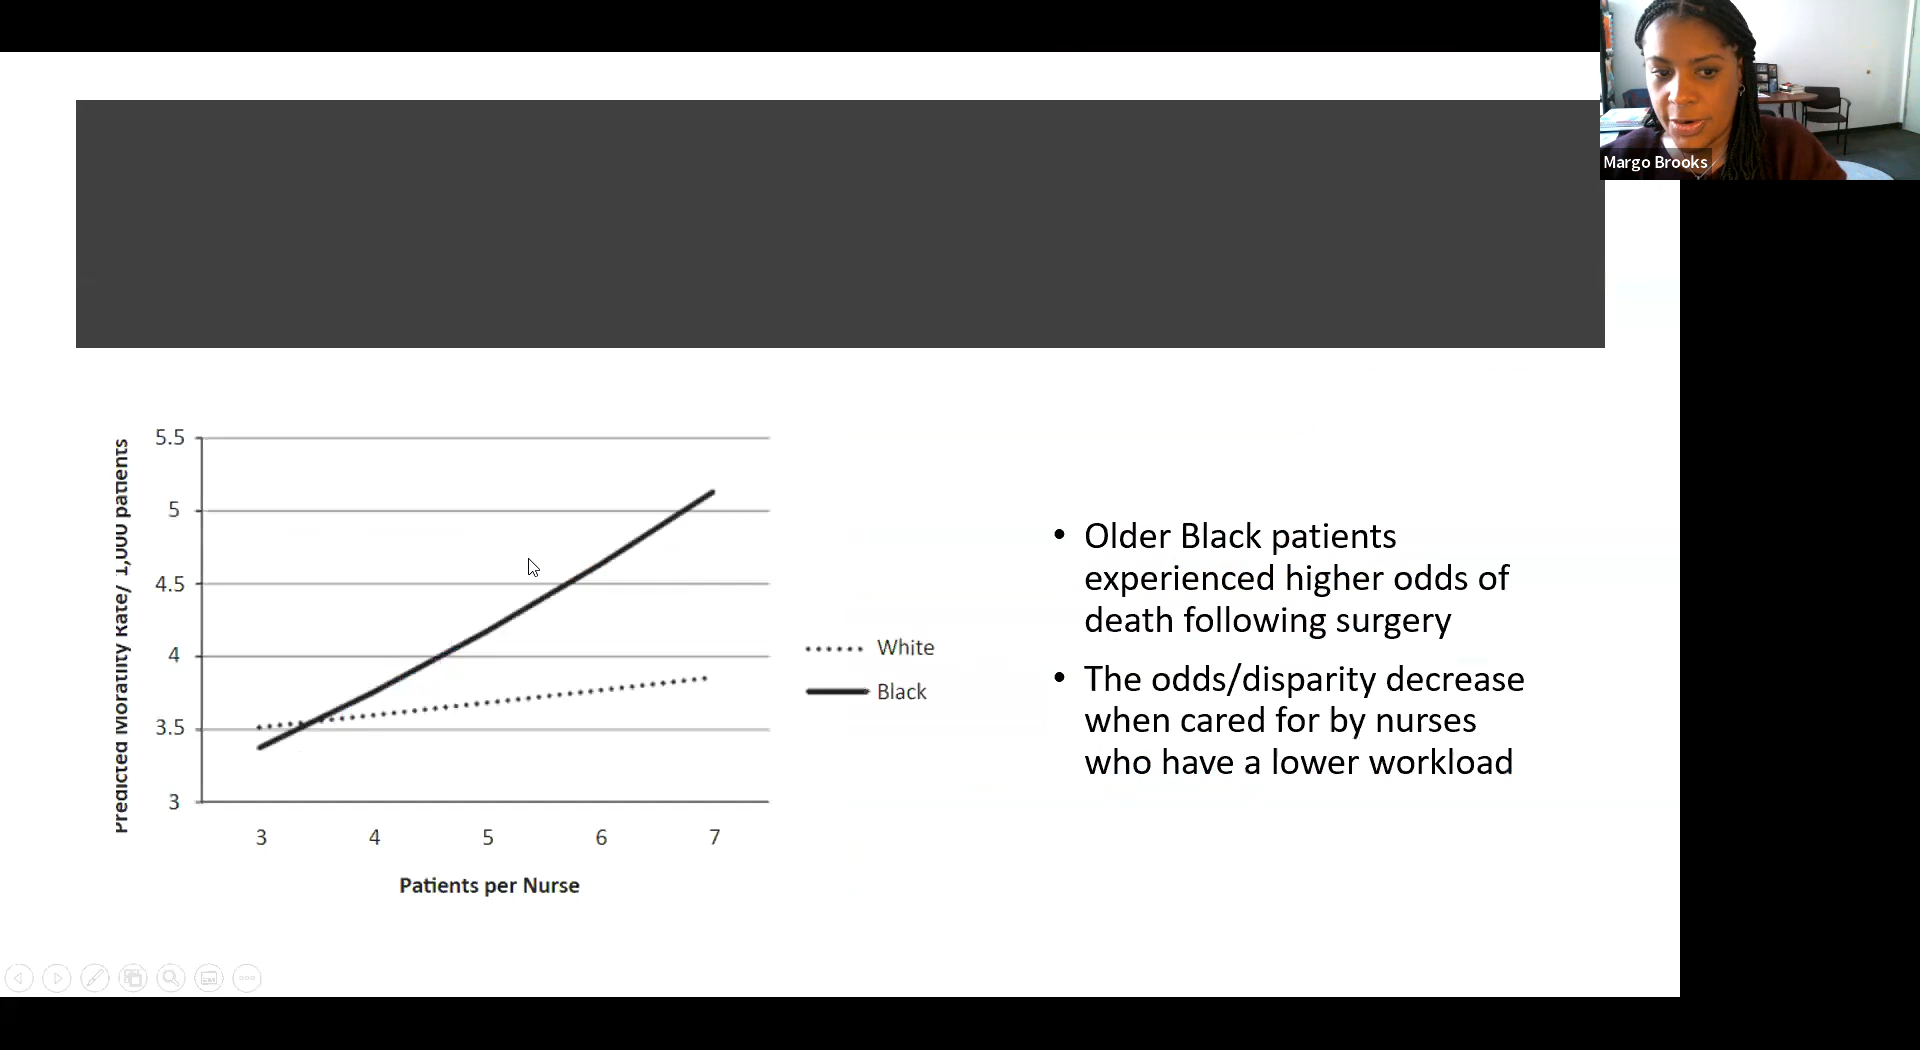 Margo Brooks
5.5
5
4.5
4
3.5
3
Predicted Moratility Rate/ 1,000 patients
3 4 5 6 7
Patients per Nurse
White
Black
• Older Black patients
experienced higher odds of
death following surgery
• The odds/disparity decrease
when cared for by nurses
who have a lower workload